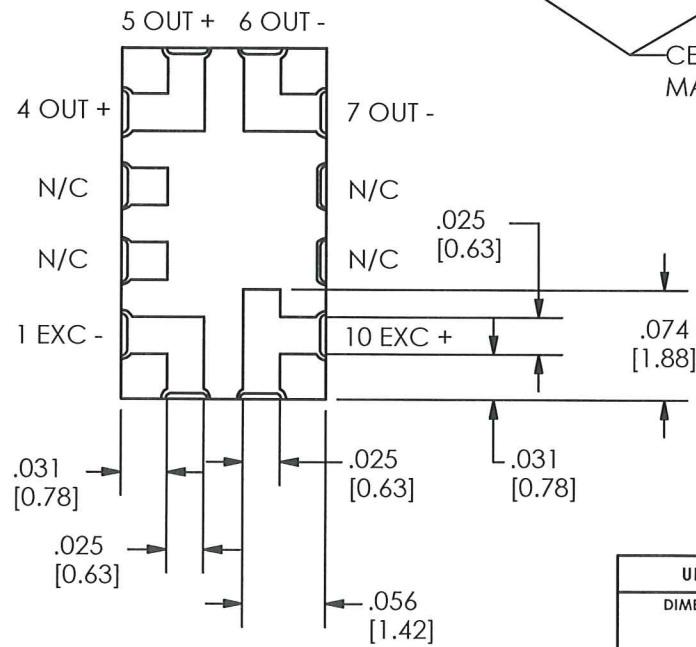 5 OUT + 6 OUT -
4 OUT +
7 OUT -
N/C
N/C
N/C
N/C
1 EXC -
10 EXC +
.025
[0.63]
.074
[1.88]
.031
[0.78]
.025
[0.63]
.031
[0.78]
.025
[0.63]
.056
[1.42]